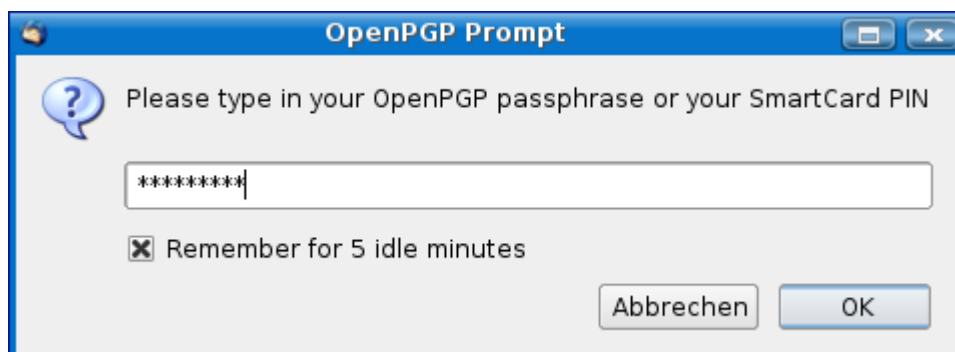 OpenPGP Prompt
Please type in your OpenPGP passphrase or your SmartCard PIN
*********
Remember for 5 idle minutes
Abbrechen OK